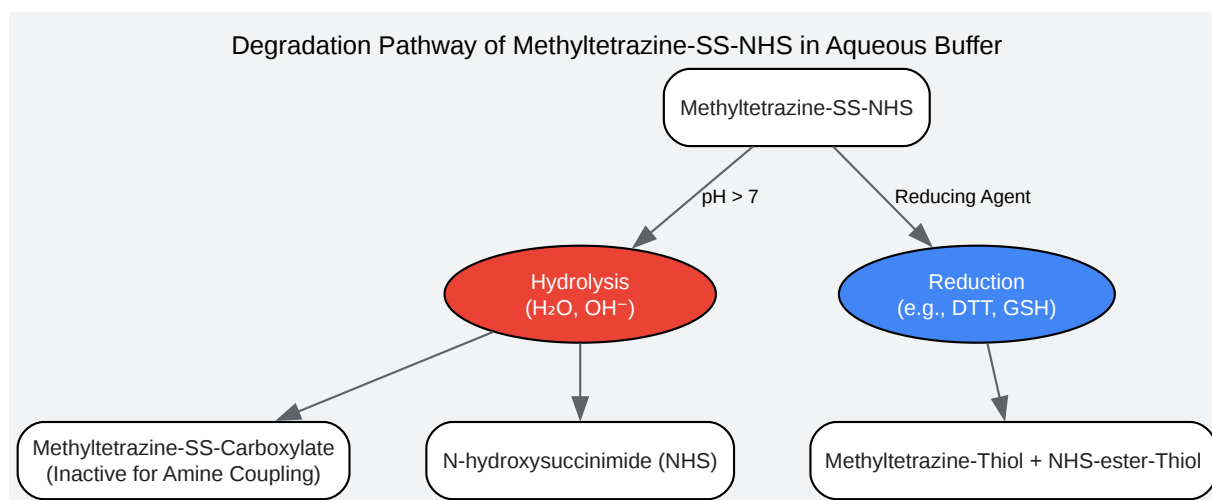 Degradation Pathway of Methyltetrazine-SS-NHS in Aqueous Buffer
Methyltetrazine-SS-NHS
pH > 7
Reducing Agent
Hydrolysis
(H₂O, OH⁻)
Reduction
(e.g., DTT, GSH)
Methyltetrazine-SS-Carboxylate
(Inactive for Amine Coupling)
N-hydroxysuccinimide (NHS)
Methyltetrazine-Thiol + NHS-ester-Thiol